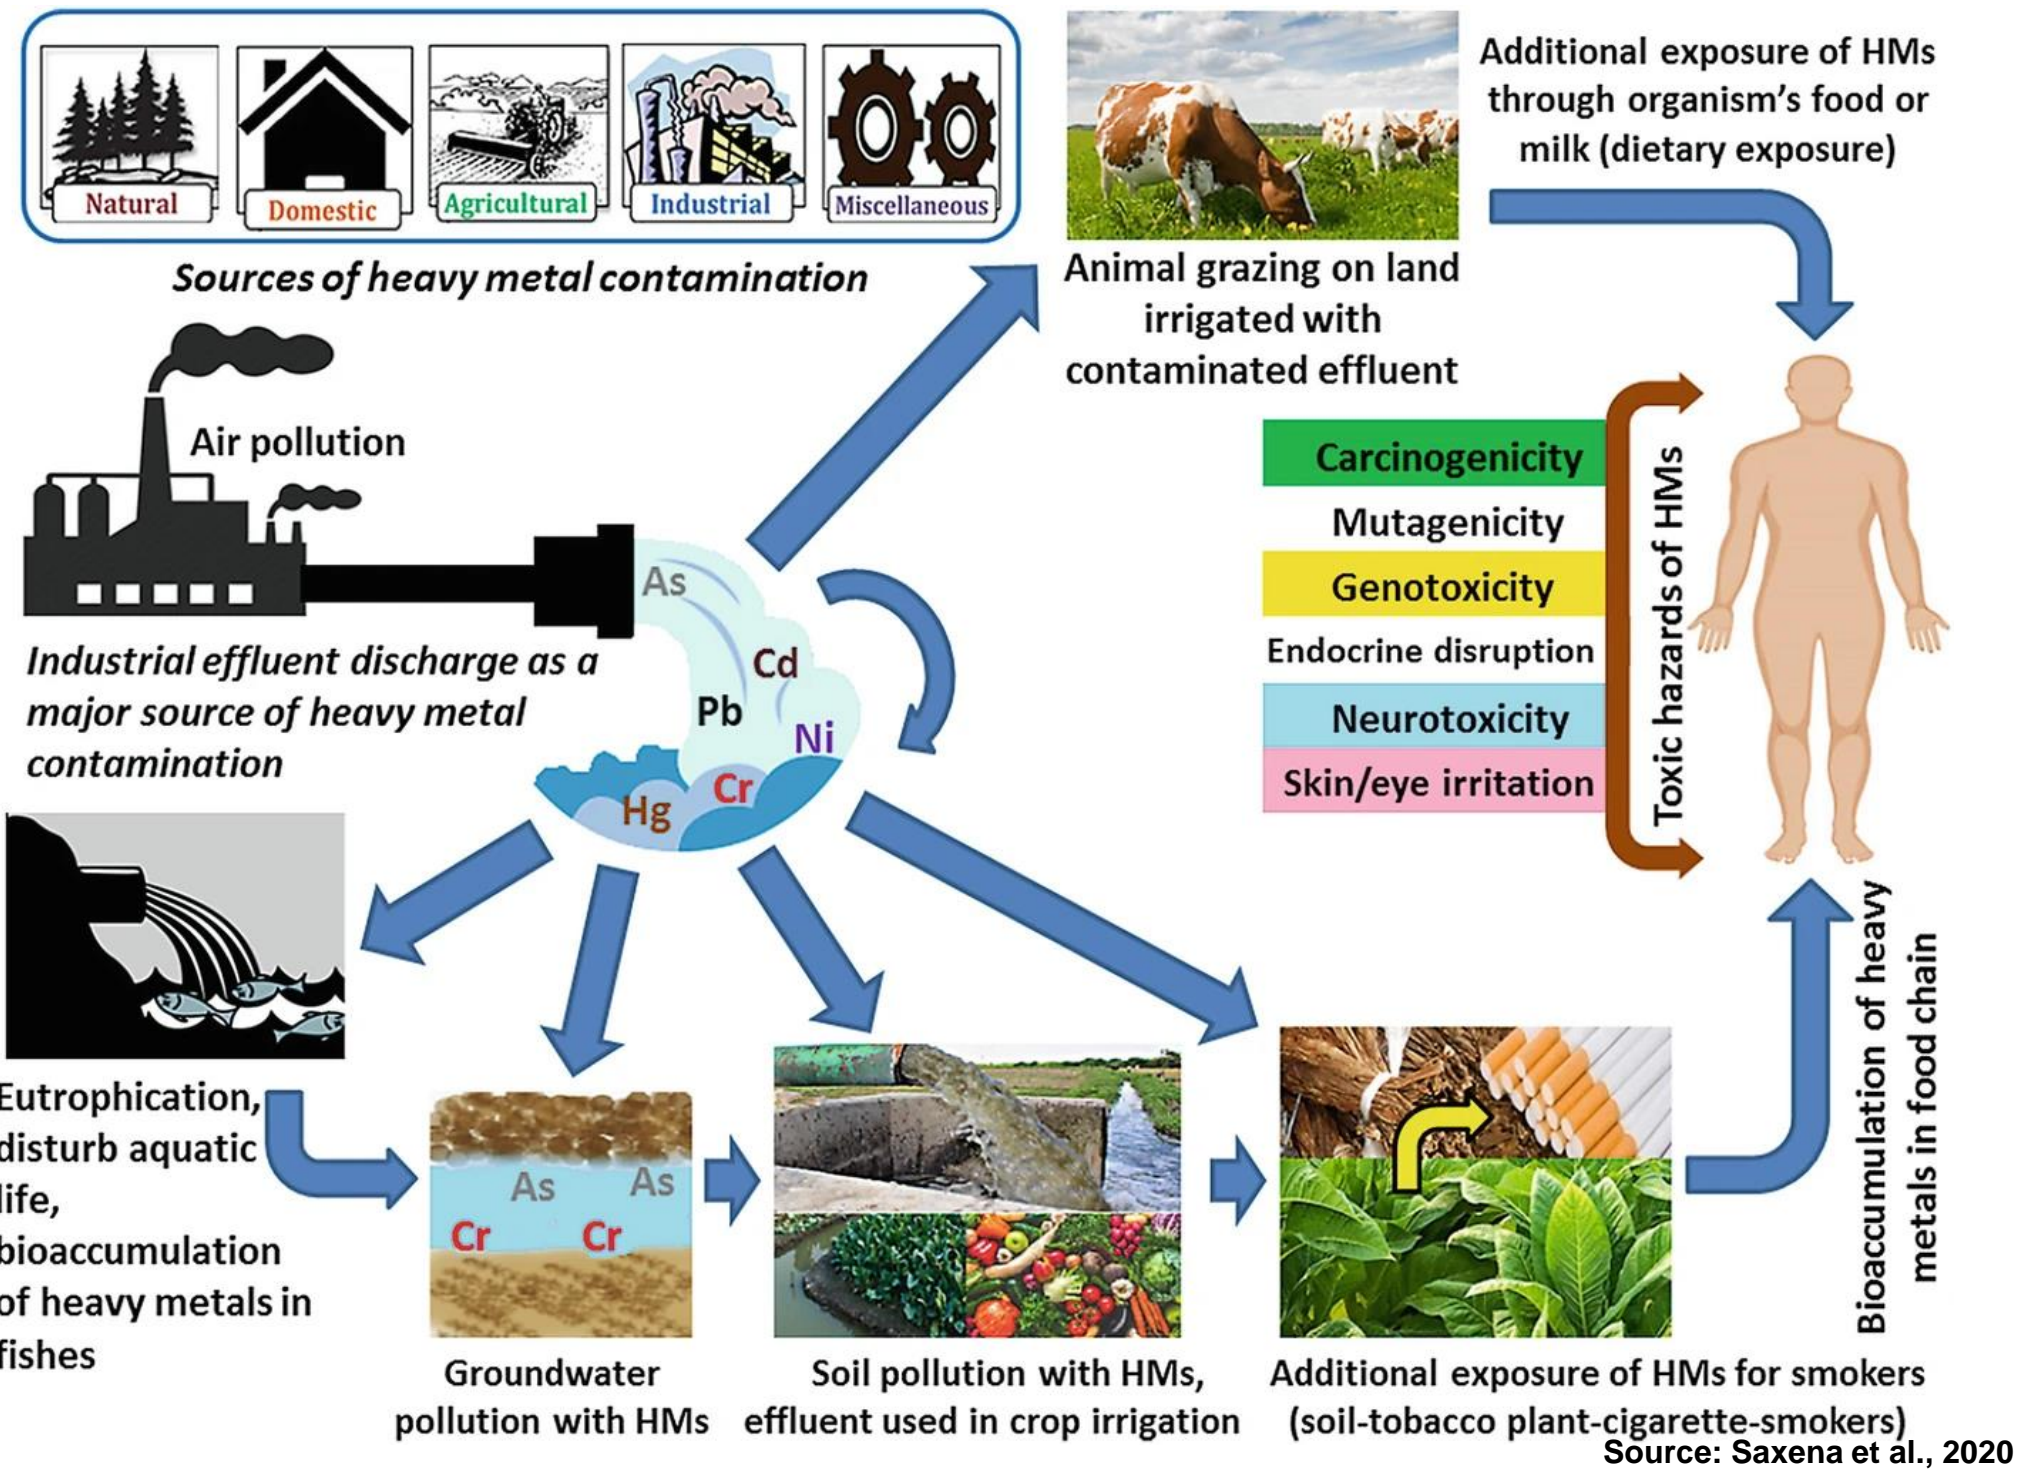 Natural
Domestic
Agricultural
Industrial
Miscellaneous
Sources of heavy metal contamination
Additional exposure of HMs
through organism's food or
milk (dietary exposure)
Animal grazing on land
irrigated with
contaminated effluent
Air pollution
Industrial effluent discharge as a
major source of heavy metal
contamination
As
Cd
Pb
Ni
Cr
Hg
Carcinogenicity
Mutagenicity
Genotoxicity
Endocrine disruption
Neurotoxicity
Skin/eye irritation
Toxic hazards of HMs
Bioaccumulation of heavy
metals in food chain
Eutrophication,
disturb aquatic
life,
bioaccumulation
of heavy metals in
fishes
As As
Cr Cr
Groundwater
pollution with HMs
Soil pollution with HMs,
effluent used in crop irrigation
Additional exposure of HMs for smokers
(soil-tobacco plant-cigarette-smokers)
Source: Saxena et al., 2020